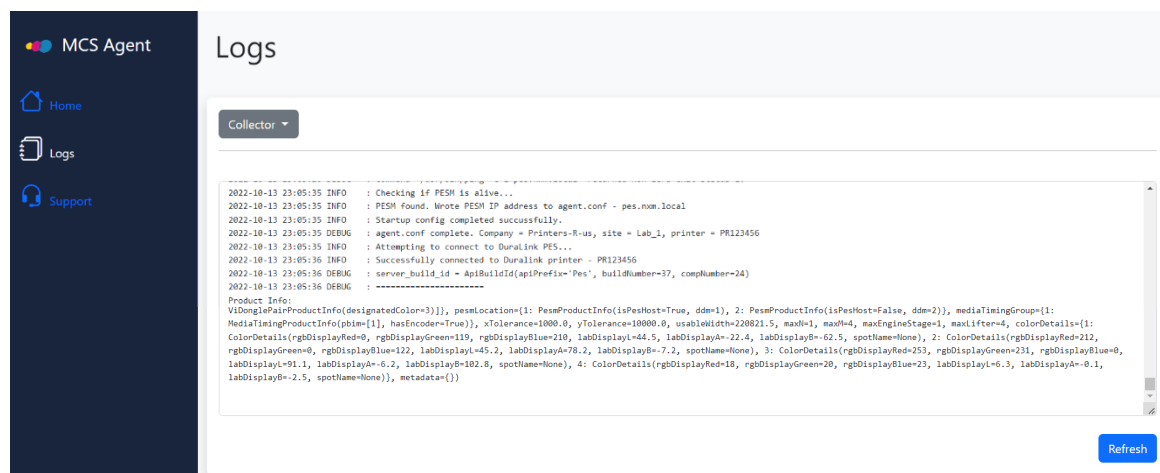 MCS Agent
Home
Logs
Support
Logs
Collector
2022-10-13 23:05:35 INFO : Checking if PESM is alive...
2022-10-13 23:05:35 INFO : PESM found. Wrote PESM IP address to agent.conf - pes.nxm.local
2022-10-13 23:05:35 INFO : Startup config completed succussfully.
2022-10-13 23:05:35 DEBUG : agent.conf complete. Company = Printers-R-us, site = Lab_1, printer = PR123456
2022-10-13 23:05:35 INFO : Attempting to connect to DuraLink PES...
2022-10-13 23:05:36 INFO : Successfully connected to Duralink printer - PR123456
2022-10-13 23:05:36 DEBUG : server_build_id = ApiBuildId(apiPrefix='Pes', buildNumber=37, compNumber=24)
2022-10-13 23:05:36 DEBUG : ----------------------
Product Info:
ViDonglePairProductInfo(designatedColor=3)]}, pesmLocation={1: PesmProductInfo(isPesHost=True, ddm=1), 2: PesmProductInfo(isPesHost=False, ddm=2)}, mediaTimingGroup={1:
MediaTimingProductInfo(pbim=[1], hasEncoder=True)}, xTolerance=1000.0, yTolerance=10000.0, usableWidth=220821.5, maxN=1, maxM=4, maxEngineStage=1, maxLifter=4, colorDetails={1:
ColorDetails(rgbDisplayRed=0, rgbDisplayGreen=119, rgbDisplayBlue=210, labDisplayL=44.5, labDisplayA=-22.4, labDisplayB=-62.5, spotName=None), 2: ColorDetails(rgbDisplayRed=212,
rgbDisplayGreen=0, rgbDisplayBlue=122, labDisplayL=45.2, labDisplayA=78.2, labDisplayB=-7.2, spotName=None), 3: ColorDetails(rgbDisplayRed=253, rgbDisplayGreen=231, rgbDisplayBlue=0,
labDisplayL=91.1, labDisplayA=-6.2, labDisplayB=102.8, spotName=None), 4: ColorDetails(rgbDisplayRed=18, rgbDisplayGreen=20, rgbDisplayBlue=23, labDisplayL=6.3, labDisplayA=-0.1,
labDisplayB=-2.5, spotName=None)}, metadata={})
Refresh